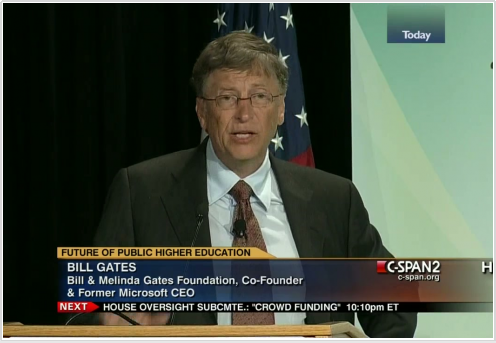 Today
FUTURE OF PUBLIC HIGHER EDUCATION
BILL GATES
Bill & Melinda Gates Foundation, Co-Founder
& Former Microsoft CEO
C-SPAN2
c-span.org
H
NEXT HOUSE OVERSIGHT SUBCMTE.: "CROWD FUNDING" 10:10pm ET